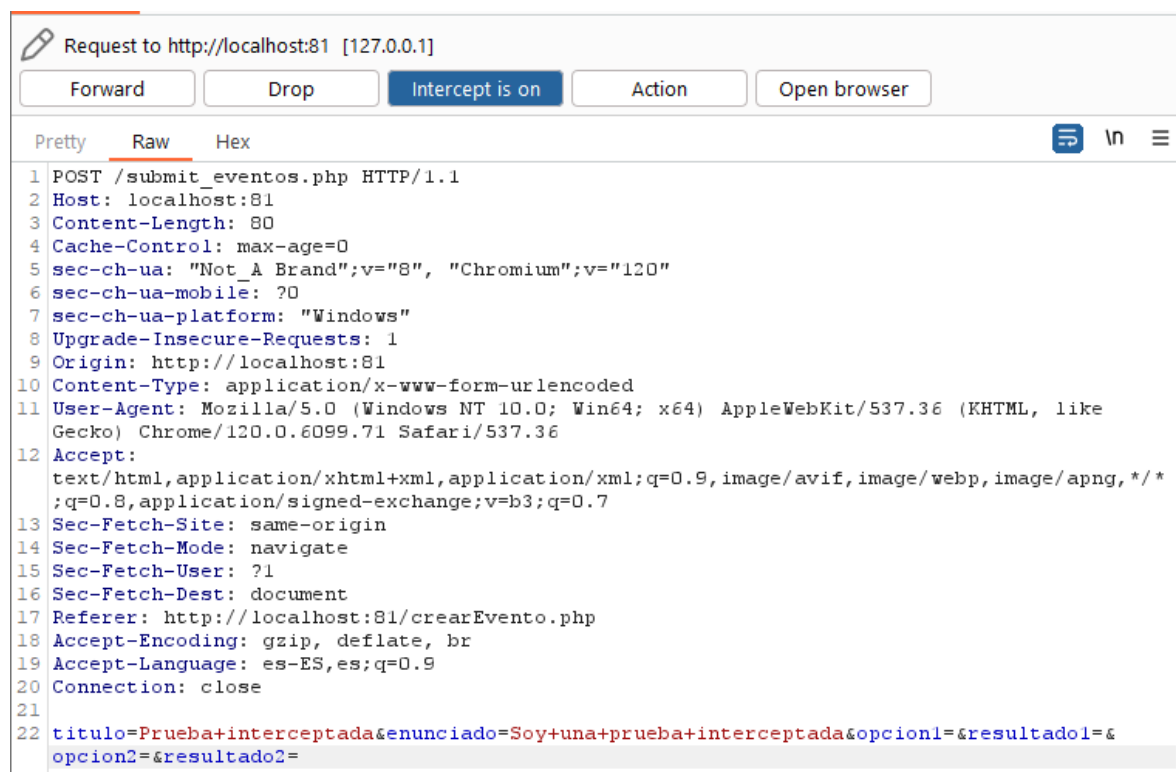 Request to http://localhost:81 [127.0.0.1]
Forward Drop Intercept is on Action Open browser
Pretty Raw Hex \n
1 POST /submit_eventos.php HTTP/1.1
2 Host: localhost:81
3 Content-Length: 80
4 Cache-Control: max-age=0
5 sec-ch-ua: "Not_A Brand";v="8", "Chromium";v="120"
6 sec-ch-ua-mobile: ?0
7 sec-ch-ua-platform: "Windows"
8 Upgrade-Insecure-Requests: 1
9 Origin: http://localhost:81
10 Content-Type: application/x-www-form-urlencoded
11 User-Agent: Mozilla/5.0 (Windows NT 10.0; Win64; x64) AppleWebKit/537.36 (KHTML, like
Gecko) Chrome/120.0.6099.71 Safari/537.36
12 Accept:
text/html,application/xhtml+xml,application/xml;q=0.9,image/avif,image/webp,image/apng,*/*
;q=0.8,application/signed-exchange;v=b3;q=0.7
13 Sec-Fetch-Site: same-origin
14 Sec-Fetch-Mode: navigate
15 Sec-Fetch-User: ?1
16 Sec-Fetch-Dest: document
17 Referer: http://localhost:81/crearEvento.php
18 Accept-Encoding: gzip, deflate, br
19 Accept-Language: es-ES,es;q=0.9
20 Connection: close
21
22 titulo=Prueba+interceptada&enunciado=Soy+una+prueba+interceptada&opcion1=&resultado1=&
opcion2=&resultado2=